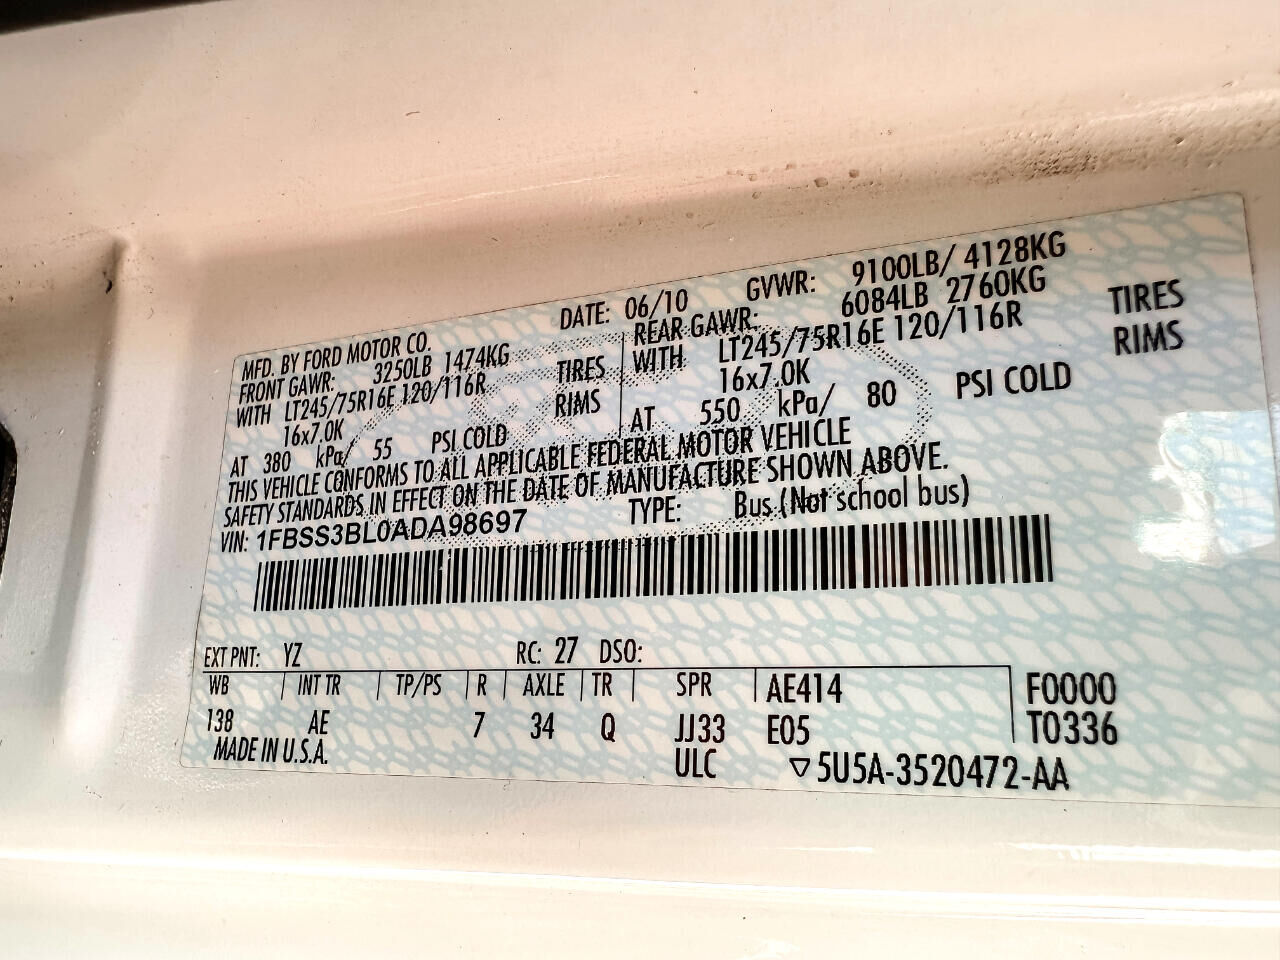 MFD. BY FORD MOTOR CO.
DATE: 06/10 GVWR: 9100LB/ 4128KG
FRONT GAWR: 3250LB 1474KG
REAR GAWR: 6084LB 2760KG
WITH LT245/75R16E 120/116R TIRES
WITH LT245/75R16E 120/116R TIRES
16x7.0K RIMS
16x7.0K RIMS
AT 380 kPa/ 55 PSI COLD
AT 550 kPa/ 80 PSI COLD
THIS VEHICLE CONFORMS TO ALL APPLICABLE FEDERAL MOTOR VEHICLE
SAFETY STANDARDS IN EFFECT ON THE DATE OF MANUFACTURE SHOWN ABOVE.
VIN: 1FBSS3BL0ADA98697 TYPE: Bus (Not school bus)
EXT PNT: YZ RC: 27 DSO:
WB INT TR TP/PS R AXLE TR SPR AE414 F0000
138 AE 7 34 Q JJ33 E05 T0336
MADE IN U.S.A. ULC ▽5U5A-3520472-AA